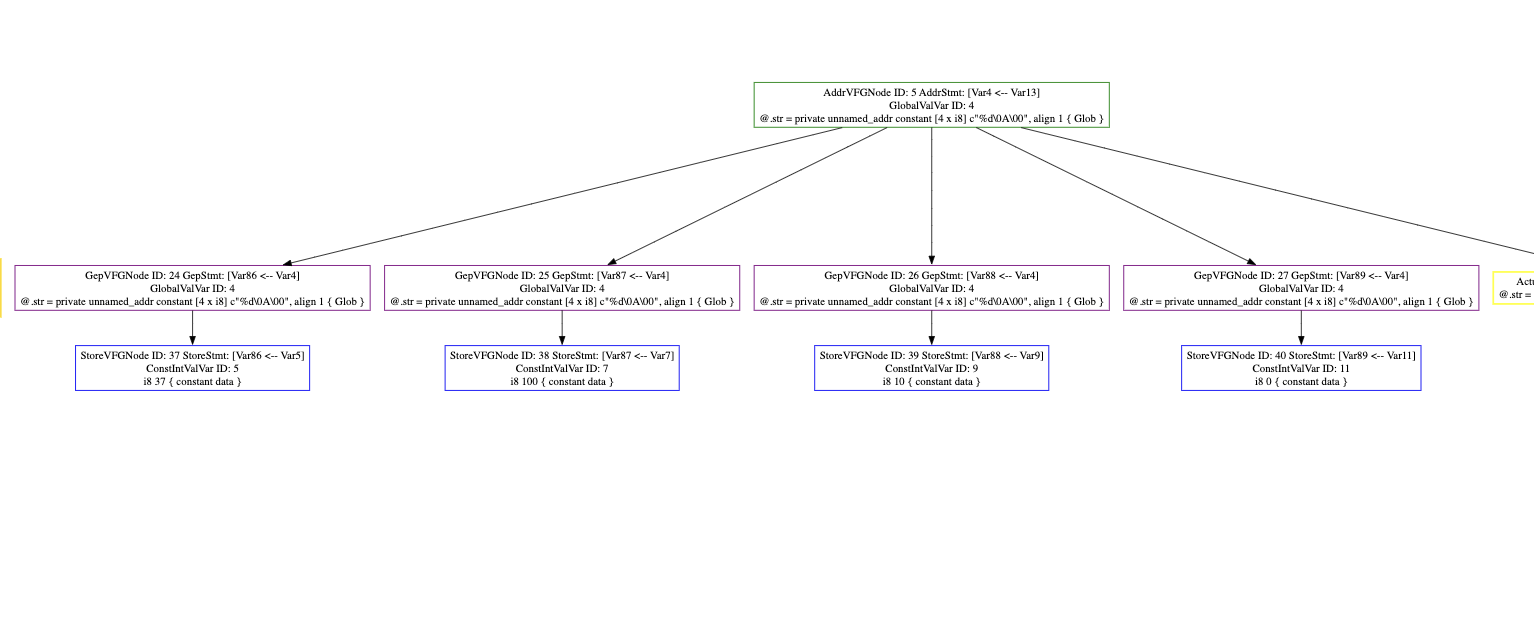 AddrVFGNode ID: 5 AddrStmt: [Var4 <-- Var13]
GlobalValVar ID: 4
@.str = private unnamed_addr constant [4 x i8] c"%d\0A\00", align 1 { Glob }
GepVFGNode ID: 24 GepStmt: [Var86 <-- Var4]
GlobalValVar ID: 4
@.str = private unnamed_addr constant [4 x i8] c"%d\0A\00", align 1 { Glob }
GepVFGNode ID: 25 GepStmt: [Var87 <-- Var4]
GlobalValVar ID: 4
@.str = private unnamed_addr constant [4 x i8] c"%d\0A\00", align 1 { Glob }
GepVFGNode ID: 26 GepStmt: [Var88 <-- Var4]
GlobalValVar ID: 4
@.str = private unnamed_addr constant [4 x i8] c"%d\0A\00", align 1 { Glob }
GepVFGNode ID: 27 GepStmt: [Var89 <-- Var4]
GlobalValVar ID: 4
@.str = private unnamed_addr constant [4 x i8] c"%d\0A\00", align 1 { Glob }
@.str =
StoreVFGNode ID: 37 StoreStmt: [Var86 <-- Var5]
ConstIntValVar ID: 5
i8 37 { constant data }
StoreVFGNode ID: 38 StoreStmt: [Var87 <-- Var7]
ConstIntValVar ID: 7
i8 100 { constant data }
StoreVFGNode ID: 39 StoreStmt: [Var88 <-- Var9]
ConstIntValVar ID: 9
i8 10 { constant data }
StoreVFGNode ID: 40 StoreStmt: [Var89 <-- Var11]
ConstIntValVar ID: 11
i8 0 { constant data }